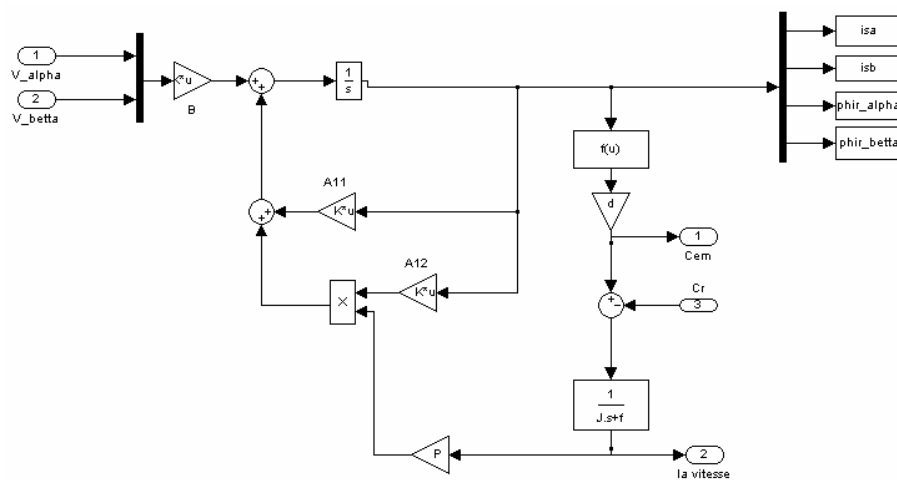 1
V_alpha
2
V_betta
K*u
B
+
+
1
s
isa
isb
phir_alpha
phir_betta
f(u)
d
A11
K*u
+
+
1
Cem
A12
K*u
X
+
-
Cr
3
1
J.s+f
P
2
la vitesse